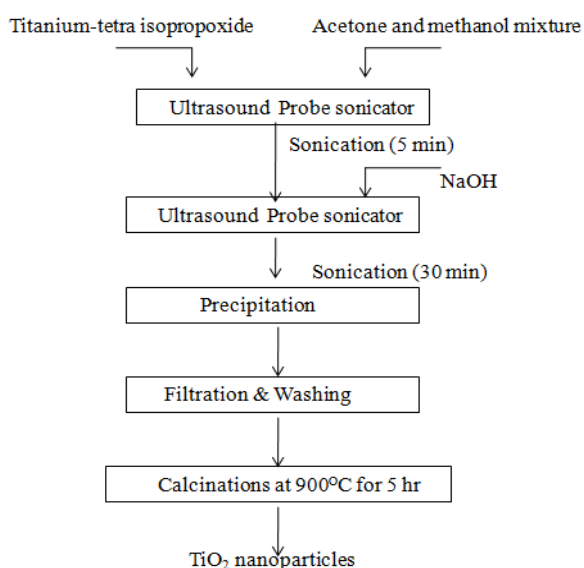 Titanium-tetra isopropoxide
Acetone and methanol mixture
Ultrasound Probe sonicator
Sonication (5 min)
NaOH
Ultrasound Probe sonicator
Sonication (30 min)
Precipitation
Filtration & Washing
Calcinations at 900°C for 5 hr
TiO₂ nanoparticles